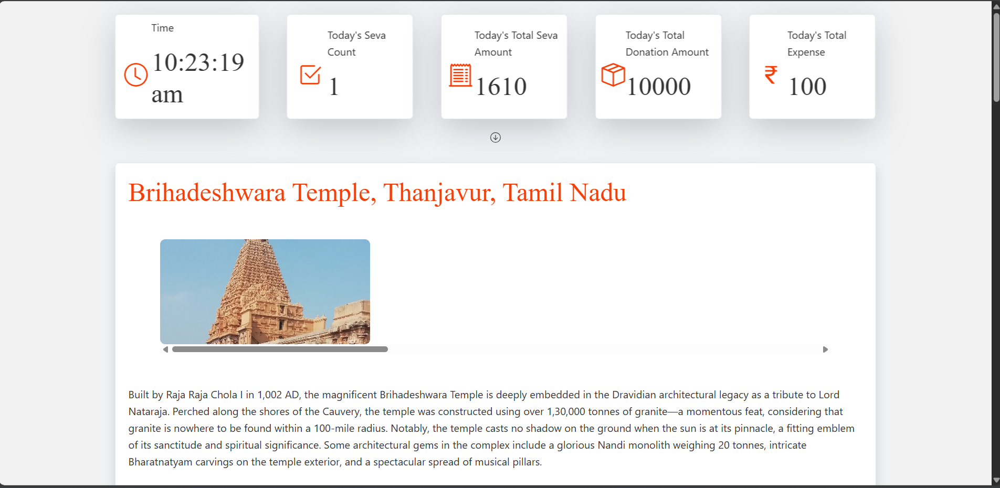 Time
10:23:19
am
Today's Seva
Count
1
Today's Total Seva
Amount
1610
Today's Total
Donation Amount
10000
Today's Total
Expense
₹
100
Brihadeshwara Temple, Thanjavur, Tamil Nadu
Built by Raja Raja Chola I in 1,002 AD, the magnificent Brihadeshwara Temple is deeply embedded in the Dravidian architectural legacy as a tribute to Lord
Nataraja. Perched along the shores of the Cauvery, the temple was constructed using over 1,30,000 tonnes of granite—a momentous feat, considering that
granite is nowhere to be found within a 100-mile radius. Notably, the temple casts no shadow on the ground when the sun is at its pinnacle, a fitting emblem
of its sanctitude and spiritual significance. Some architectural gems in the complex include a glorious Nandi monolith weighing 20 tonnes, intricate
Bharatnatyam carvings on the temple exterior, and a spectacular spread of musical pillars.